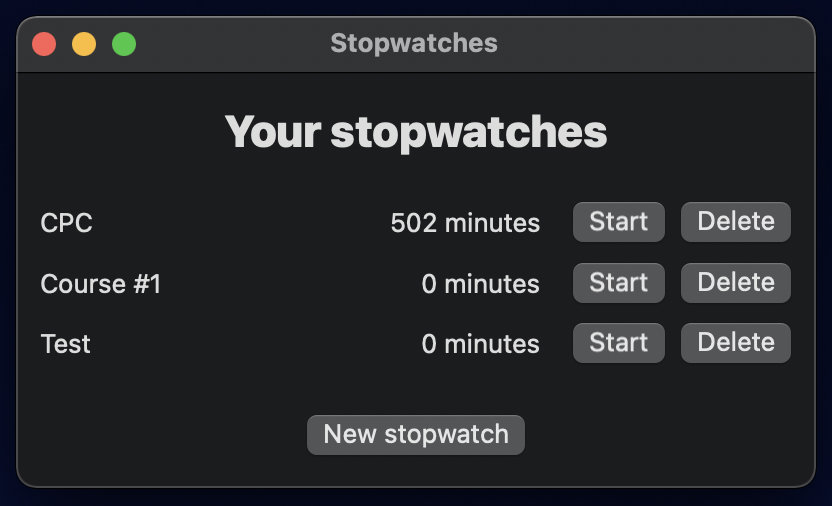 Stopwatches
Your stopwatches
CPC 502 minutes Start Delete
Course #1 0 minutes Start Delete
Test 0 minutes Start Delete
New stopwatch